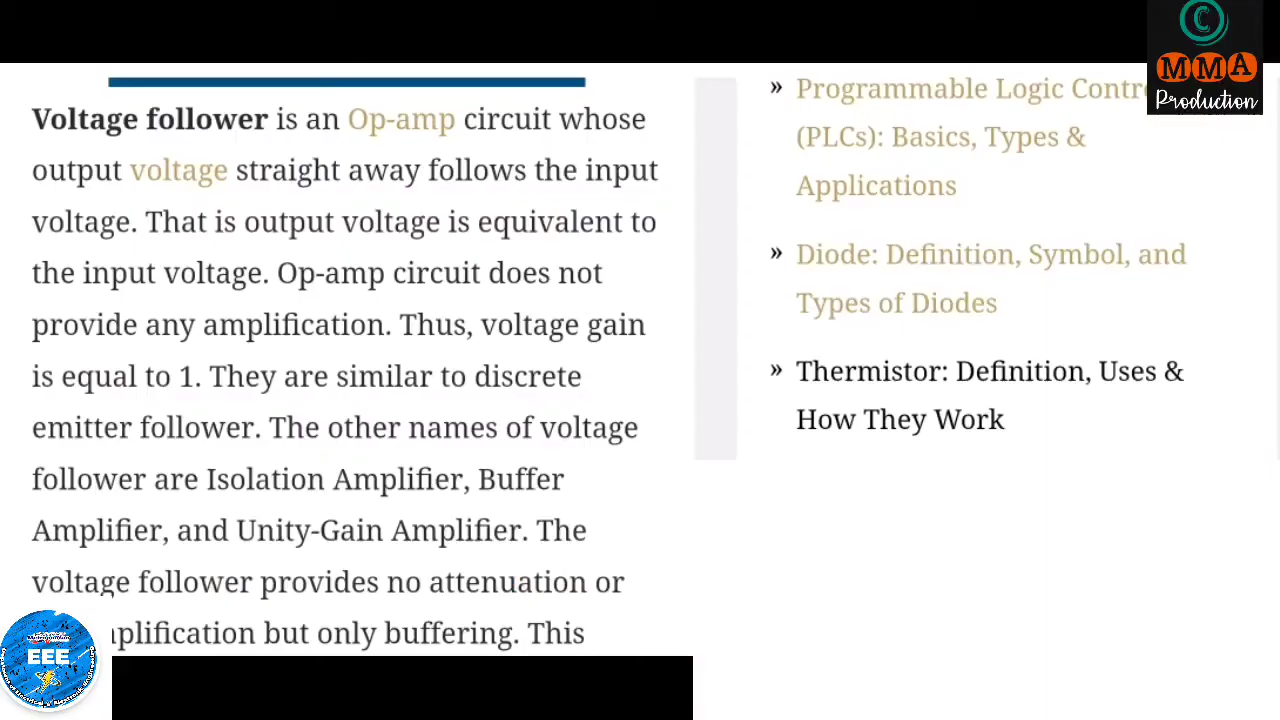 Voltage follower is an Op-amp circuit whose
output voltage straight away follows the input
voltage. That is output voltage is equivalent to
the input voltage. Op-amp circuit does not
provide any amplification. Thus, voltage gain
is equal to 1. They are similar to discrete
emitter follower. The other names of voltage
follower are Isolation Amplifier, Buffer
Amplifier, and Unity-Gain Amplifier. The
voltage follower provides no attenuation or
plification but only buffering. This
» Programmable Logic Contro
(PLCs): Basics, Types &
Applications
» Diode: Definition, Symbol, and
Types of Diodes
» Thermistor: Definition, Uses &
How They Work
©
MMA
Production
EEE